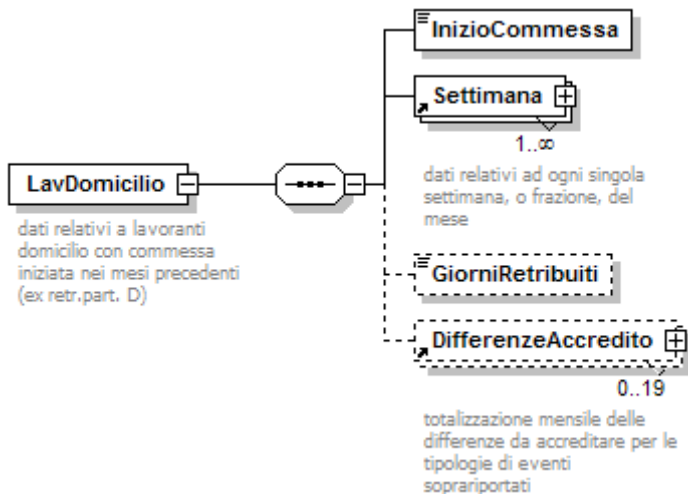 InizioCommessa
Settimana
1..∞
dati relativi ad ogni singola
settimana, o frazione, del
mese
LavDomicilio
dati relativi a lavoranti
domicilio con commessa
iniziata nei mesi precedenti
(ex retr.part. D)
GiorniRetribuiti
DifferenzeAccredito
0..19
totalizzazione mensile delle
differenze da accreditare per le
tipologie di eventi
soprariportati